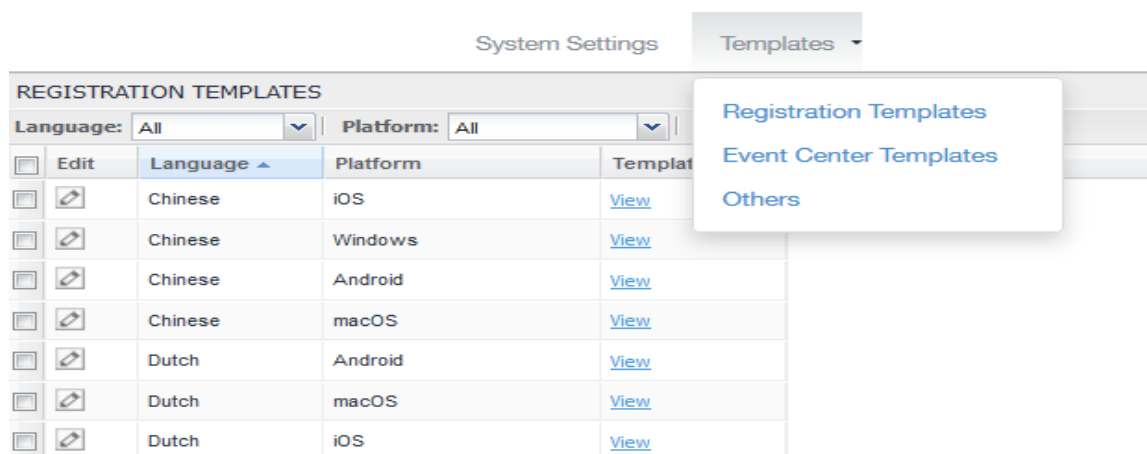 System Settings Templates
REGISTRATION TEMPLATES
Registration Templates
Event Center Templates
Others
Language: All Platform: All
Edit Language Platform Templat
Chinese iOS View
Chinese Windows View
Chinese Android View
Chinese macOS View
Dutch Android View
Dutch macOS View
Dutch iOS View